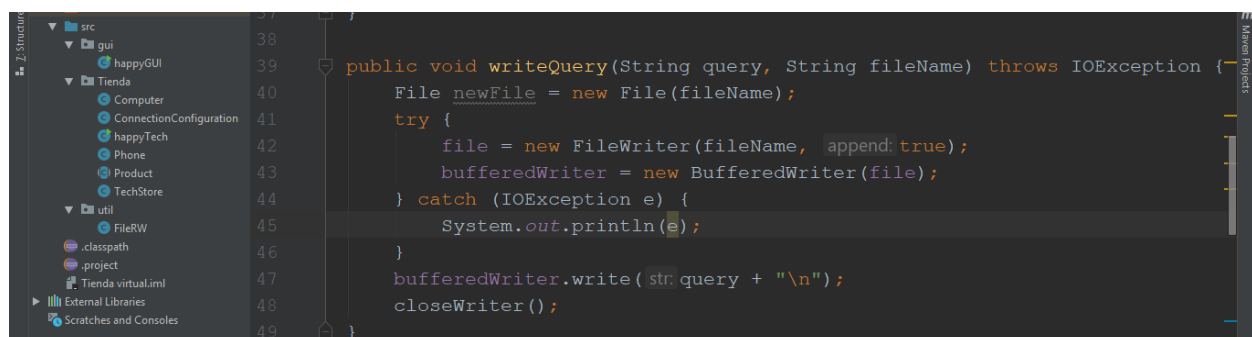 Z: Structure
src
gui
happyGUI
Tienda
Computer
ConnectionConfiguration
happyTech
Phone
Product
TechStore
util
FileRW
.classpath
.project
Tienda virtual.iml
External Libraries
Scratches and Consoles
37 }
38
39 public void writeQuery(String query, String fileName) throws IOException {
40 File newFile = new File(fileName);
41 try {
42 file = new FileWriter(fileName, append: true);
43 bufferedWriter = new BufferedWriter(file);
44 } catch (IOException e) {
45 System.out.println(e);
46 }
47 bufferedWriter.write( str: query + "\n");
48 closeWriter();
49 }
Maven Projects